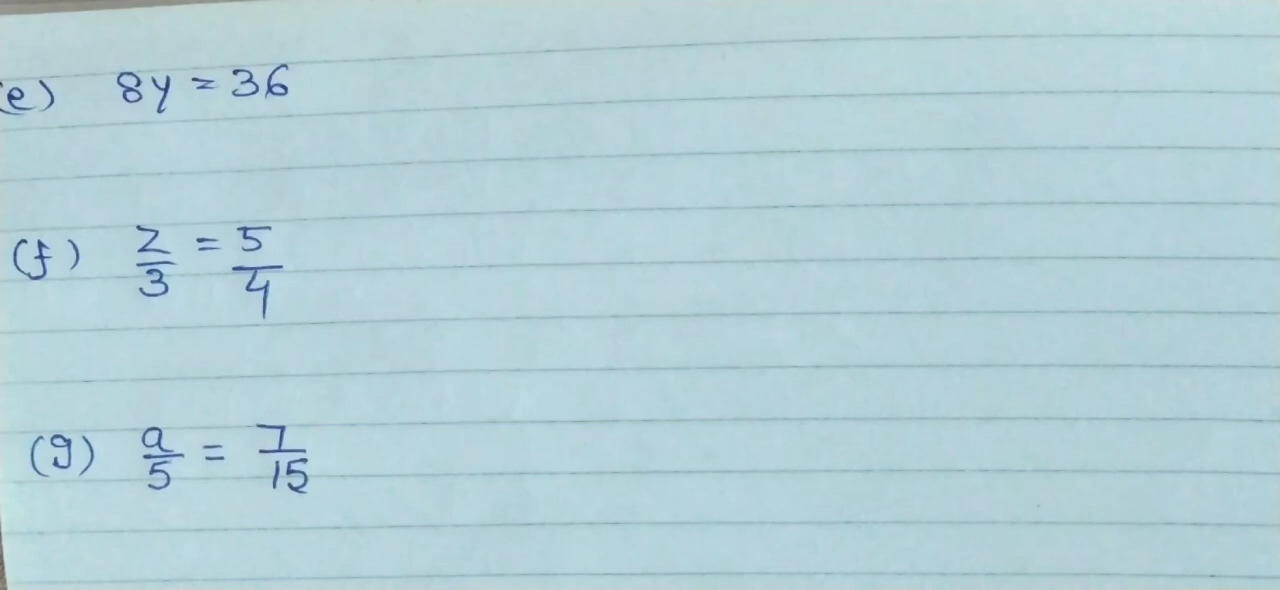 (e) 8y = 36
(f) z/3 = 5/4
(g) a/5 = 7/15